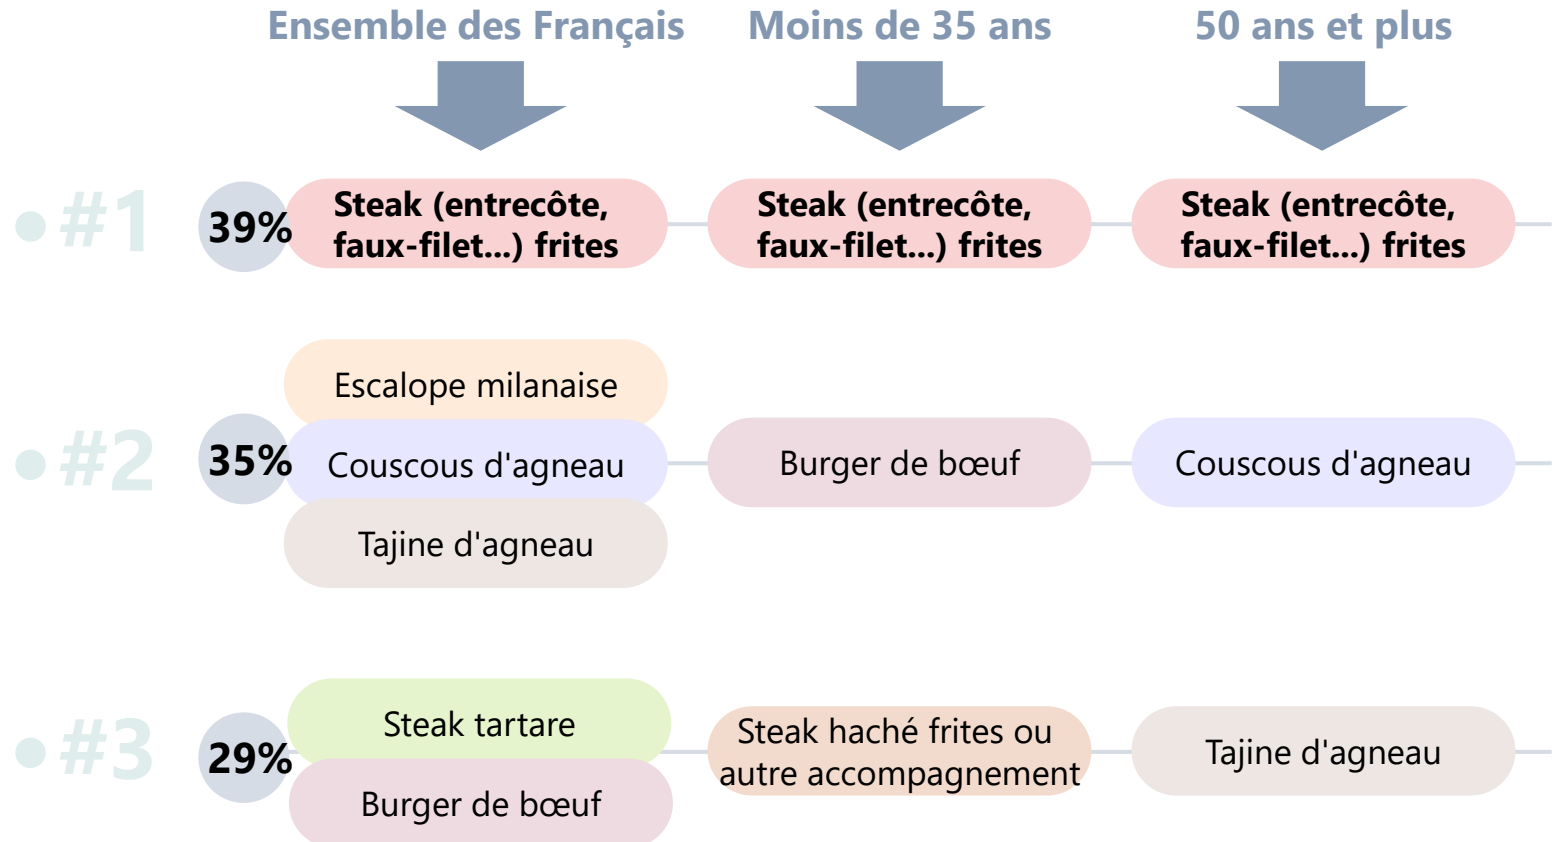 Ensemble des Français
Moins de 35 ans
50 ans et plus
#1
39%
Steak (entrecôte,
faux-filet...) frites
Steak (entrecôte,
faux-filet...) frites
Steak (entrecôte,
faux-filet...) frites
#2
35%
Escalope milanaise
Couscous d'agneau
Tajine d'agneau
Burger de bœuf
Couscous d'agneau
#3
29%
Steak tartare
Burger de bœuf
Steak haché frites ou
autre accompagnement
Tajine d'agneau